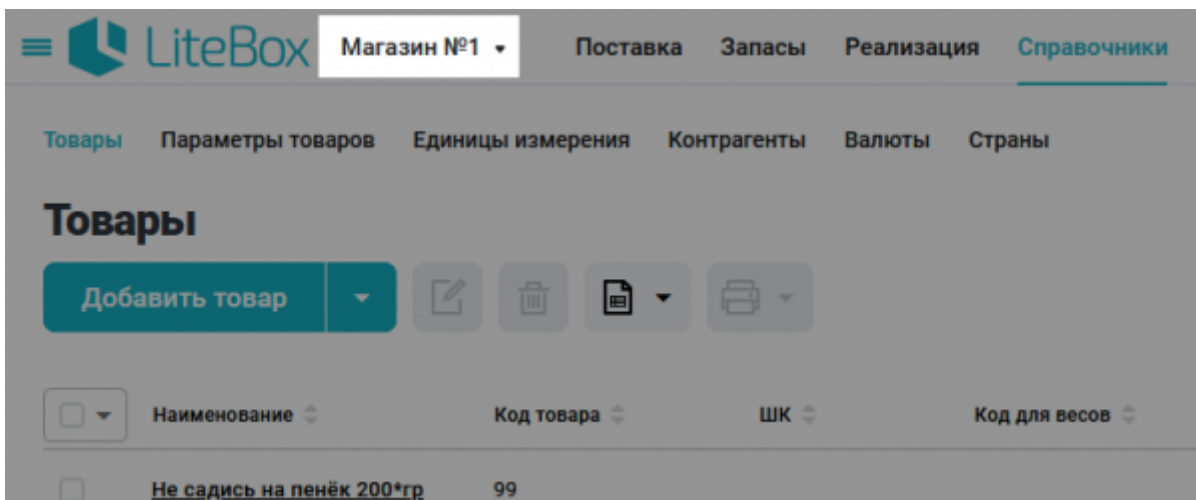 LiteBox Магазин №1 Поставка Запасы Реализация Справочники
Товары Параметры товаров Единицы измерения Контрагенты Валюты Страны
Товары
Добавить товар
Наименование Код товара ШК Код для весов
Не садись на пенёк 200*гр 99